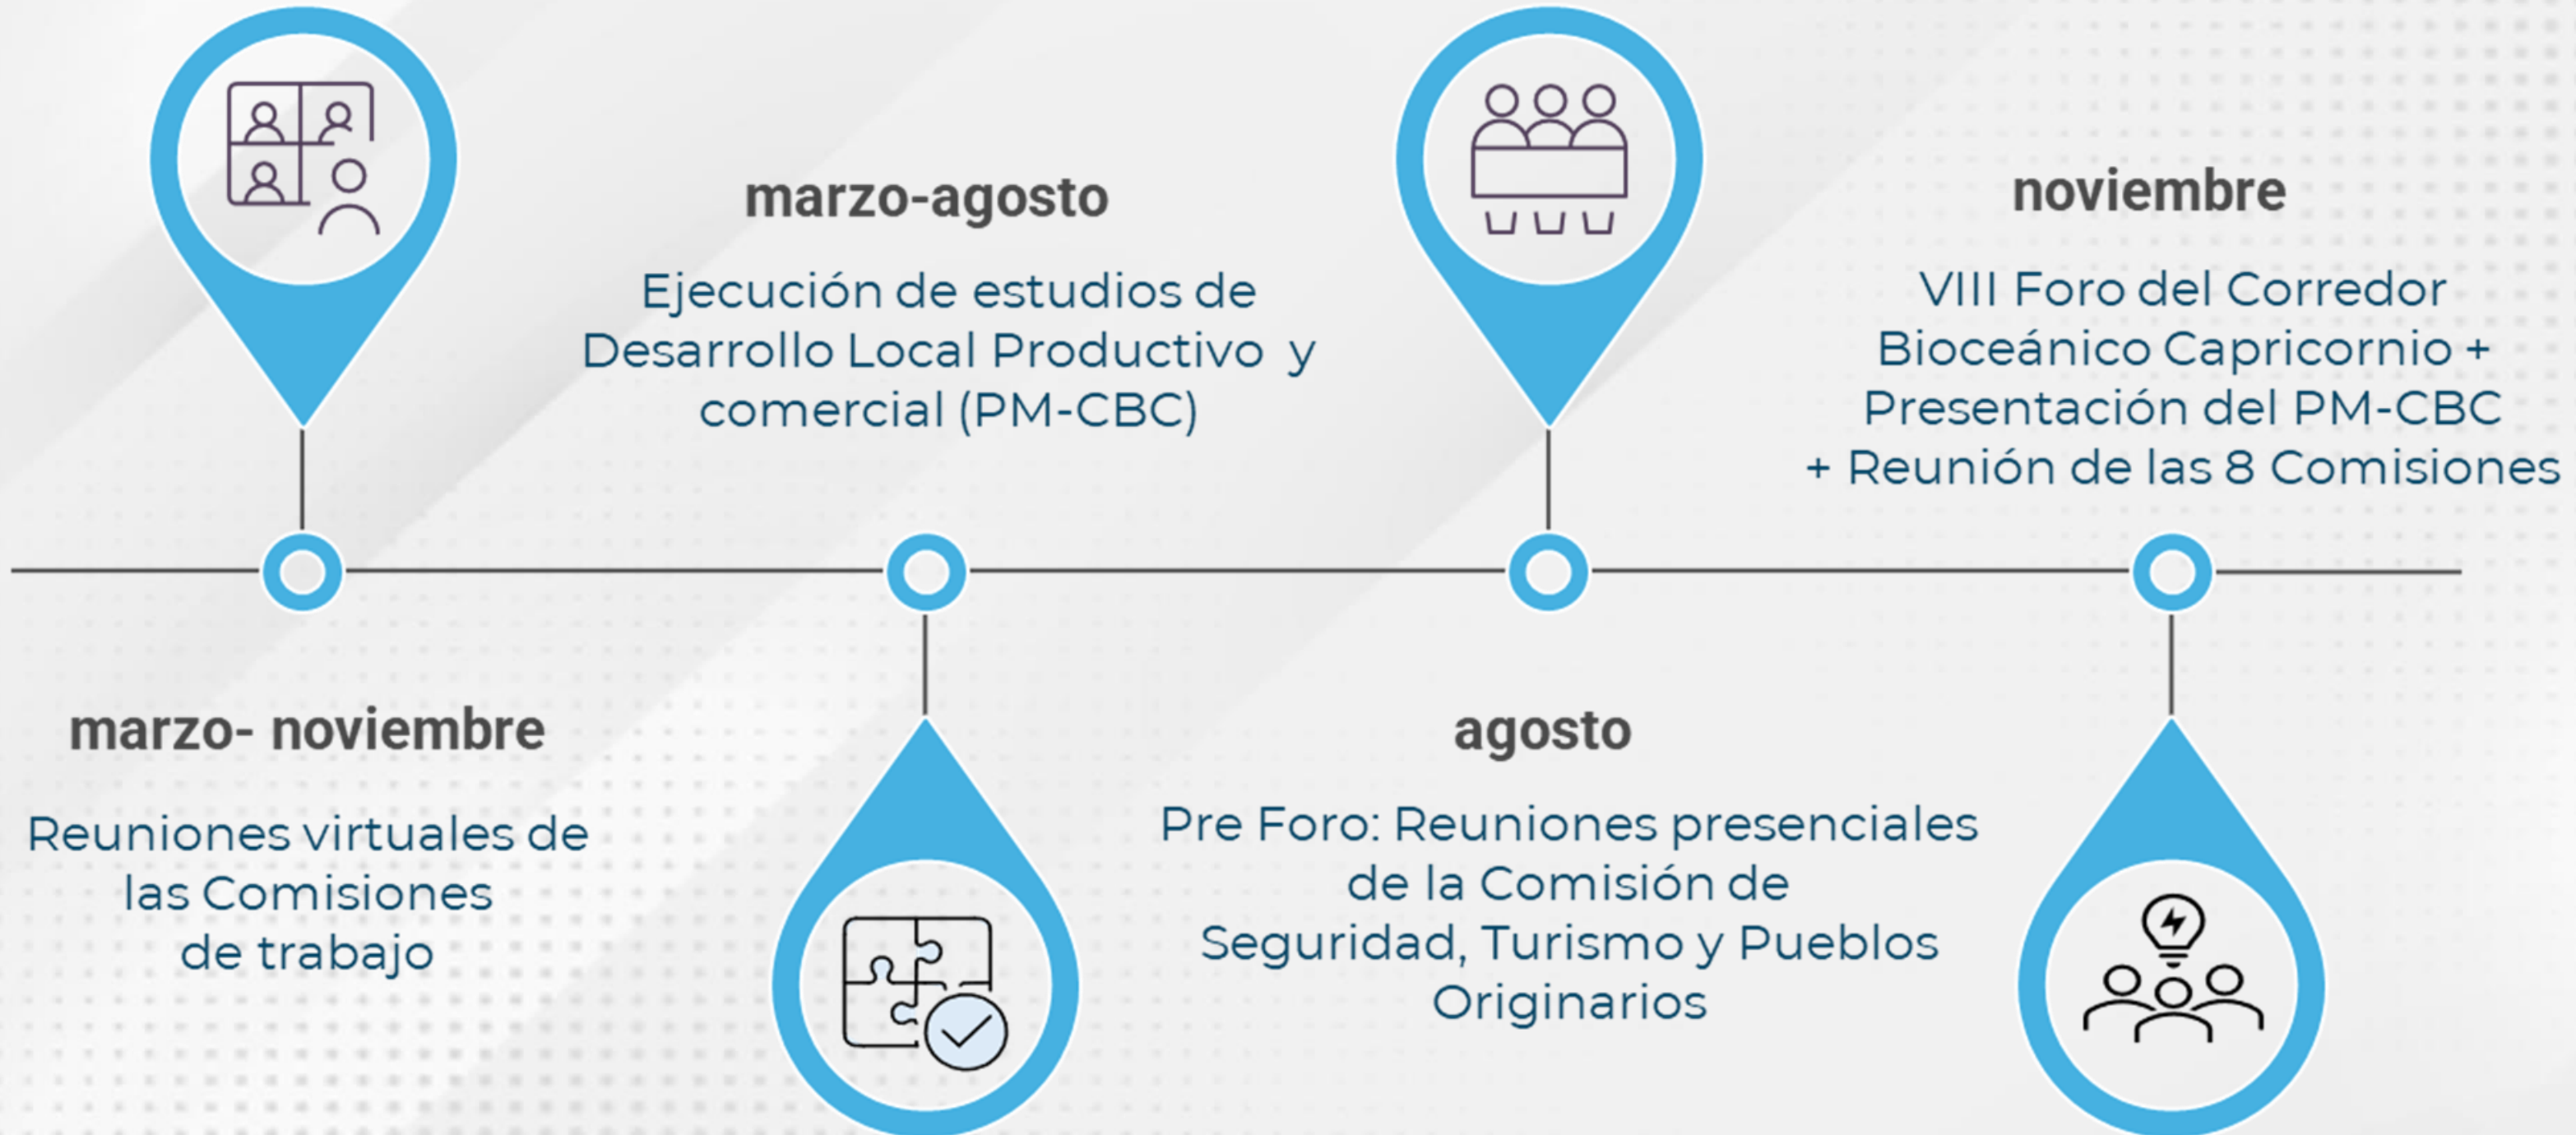 marzo- noviembre
Reuniones virtuales de
las Comisiones
de trabajo
marzo-agosto
Ejecución de estudios de
Desarrollo Local Productivo y
comercial (PM-CBC)
agosto
Pre Foro: Reuniones presenciales
de la Comisión de
Seguridad, Turismo y Pueblos
Originarios
noviembre
VIII Foro del Corredor
Bioceánico Capricornio +
Presentación del PM-CBC
+ Reunión de las 8 Comisiones